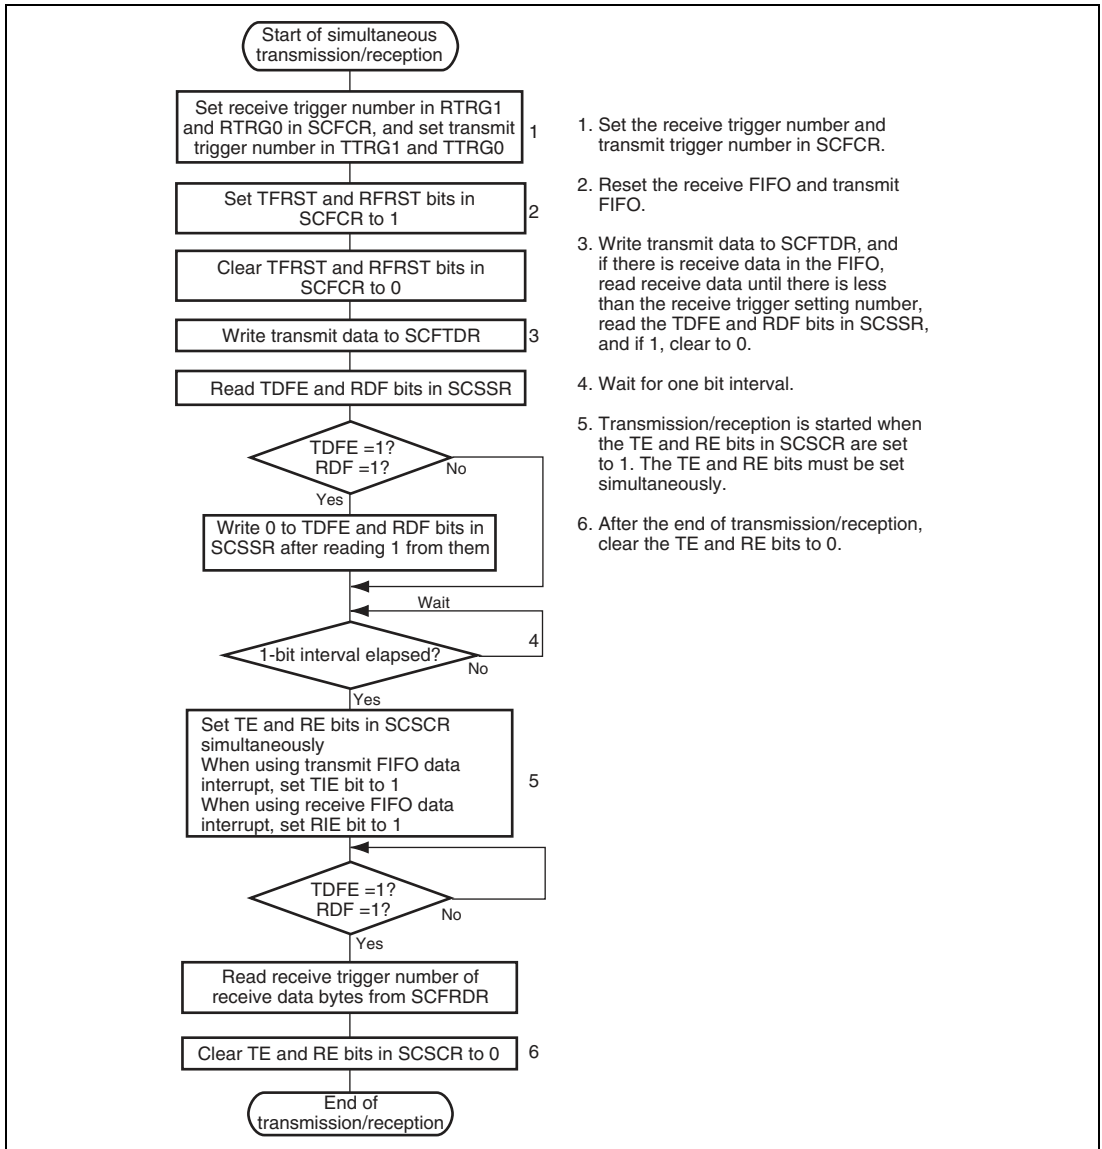 Start of simultaneous
transmission/reception
Set receive trigger number in RTRG1
and RTRG0 in SCFCR, and set transmit
trigger number in TTRG1 and TTRG0
1
Set TFRST and RFRST bits in
SCFCR to 1
2
Clear TFRST and RFRST bits in
SCFCR to 0
Write transmit data to SCFTDR
3
Read TDFE and RDF bits in SCSSR
TDFE =1?
RDF =1?
No
Yes
Write 0 to TDFE and RDF bits in
SCSSR after reading 1 from them
Wait
1-bit interval elapsed?
4
No
Yes
Set TE and RE bits in SCSCR
simultaneously
When using transmit FIFO data
interrupt, set TIE bit to 1
When using receive FIFO data
interrupt, set RIE bit to 1
5
TDFE =1?
RDF =1?
No
Yes
Read receive trigger number of
receive data bytes from SCFRDR
Clear TE and RE bits in SCSCR to 0
6
End of
transmission/reception
1. Set the receive trigger number and
transmit trigger number in SCFCR.
2. Reset the receive FIFO and transmit
FIFO.
3. Write transmit data to SCFTDR, and
if there is receive data in the FIFO,
read receive data until there is less
than the receive trigger setting number,
read the TDFE and RDF bits in SCSSR,
and if 1, clear to 0.
4. Wait for one bit interval.
5. Transmission/reception is started when
the TE and RE bits in SCSCR are set
to 1. The TE and RE bits must be set
simultaneously.
6. After the end of transmission/reception,
clear the TE and RE bits to 0.